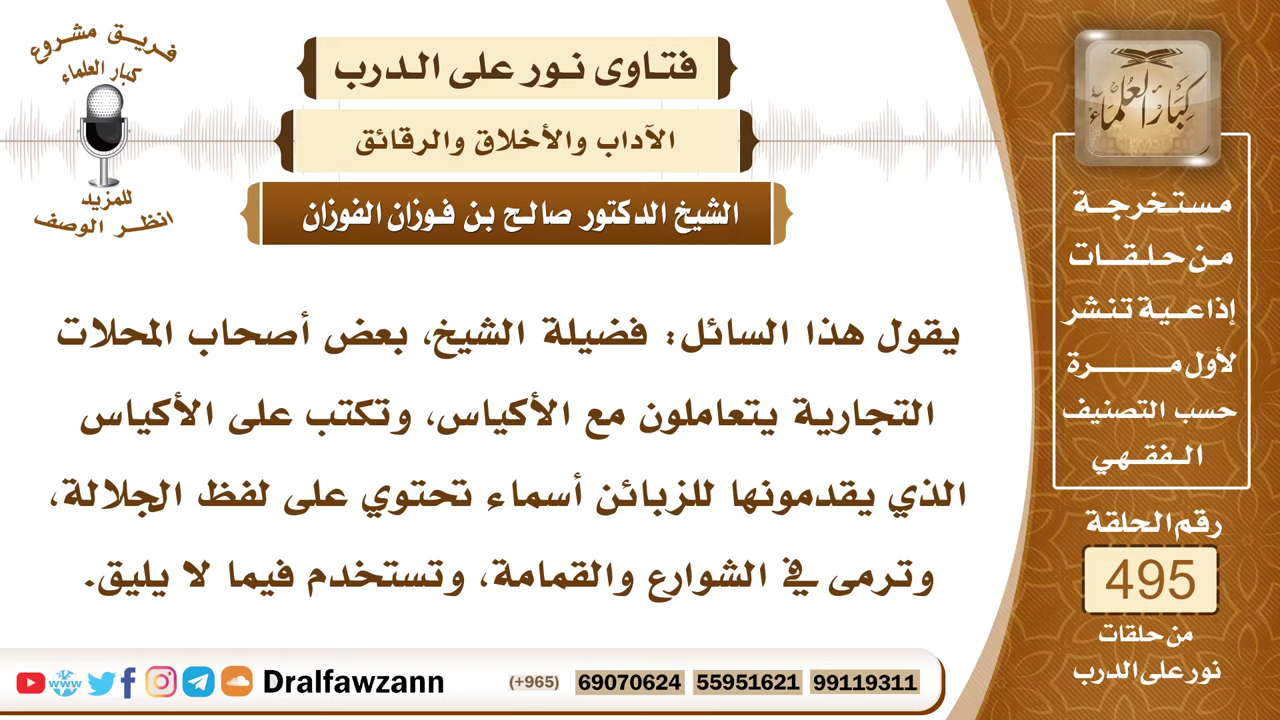 فريق مشروع
كبار العلماء
للمزيد
انظر الوصف
فتاوى نور على الدرب
الآداب والأخلاق والرقائق
الشيخ الدكتور صالح بن فوزان الفوزان
يقول هذا السائل: فضيلة الشيخ، بعض أصحاب المحلات
التجارية يتعاملون مع الأكياس، وتكتب على الأكياس
الذي يقدمونها للزبائن أسماء تحتوي على لفظ الجلالة،
وترمى في الشوارع والقمامة، وتستخدم فيما لا يليق.
كبار العلماء
مستخرجة
من حلقات
إذاعية تنشر
لأول مرة
حسب التصنيف
الفقهي
رقم الحلقة
495
من حلقات
نور على الدرب
www Dralfawzann (+965) 69070624 55951621 99119311